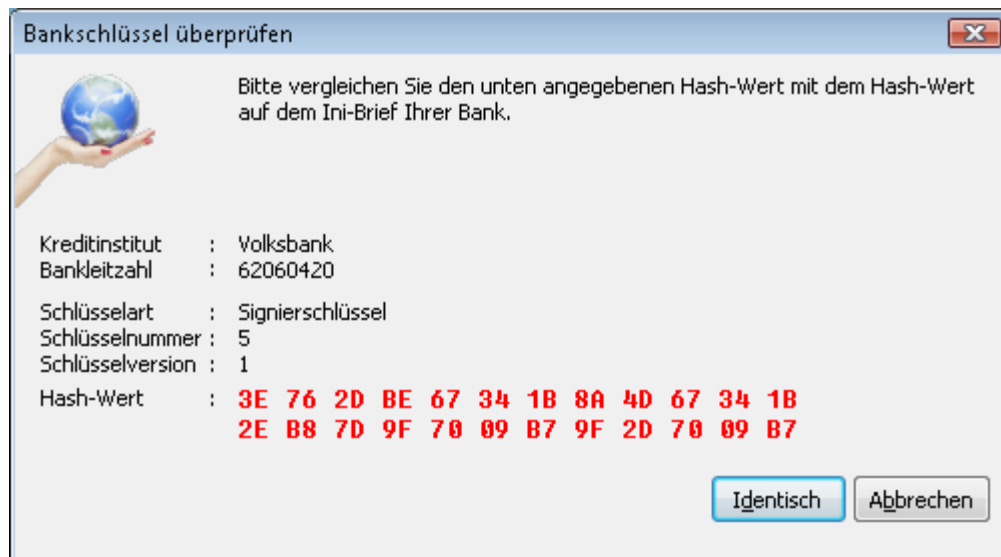 Bankschlüssel überprüfen
Bitte vergleichen Sie den unten angegebenen Hash-Wert mit dem Hash-Wert
auf dem Ini-Brief Ihrer Bank.
Kreditinstitut : Volksbank
Bankleitzahl : 62060420
Schlüsselart : Signierschlüssel
Schlüsselnummer : 5
Schlüsselversion : 1
Hash-Wert : 3E 76 2D BE 67 34 1B 8A 4D 67 34 1B
2E B8 7D 9F 70 09 B7 9F 2D 70 09 B7
Identisch Abbrechen